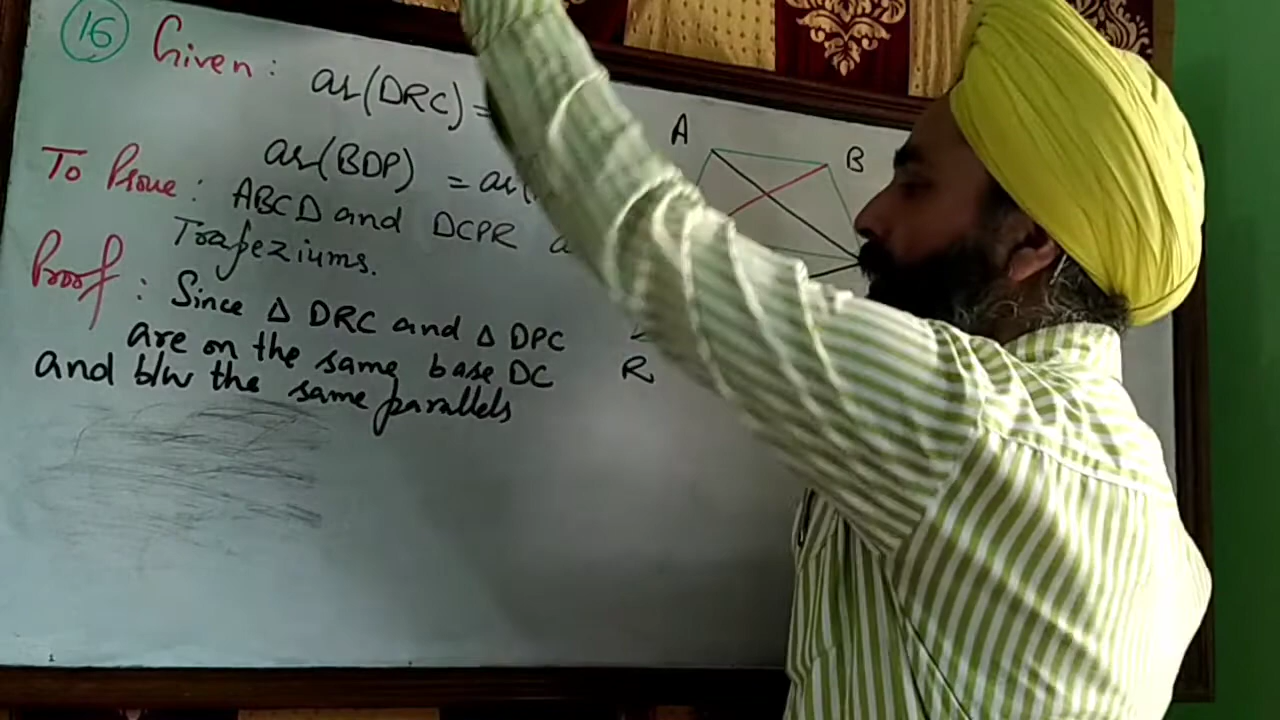 16 Given: ar(DRC)=
ar(BDP) = ar(
To Prove: ABCD and DCPR a
Trapeziums.
Proof: Since △ DRC and △ DPC
are on the same base DC
and b/w the same parallels
A
B
R